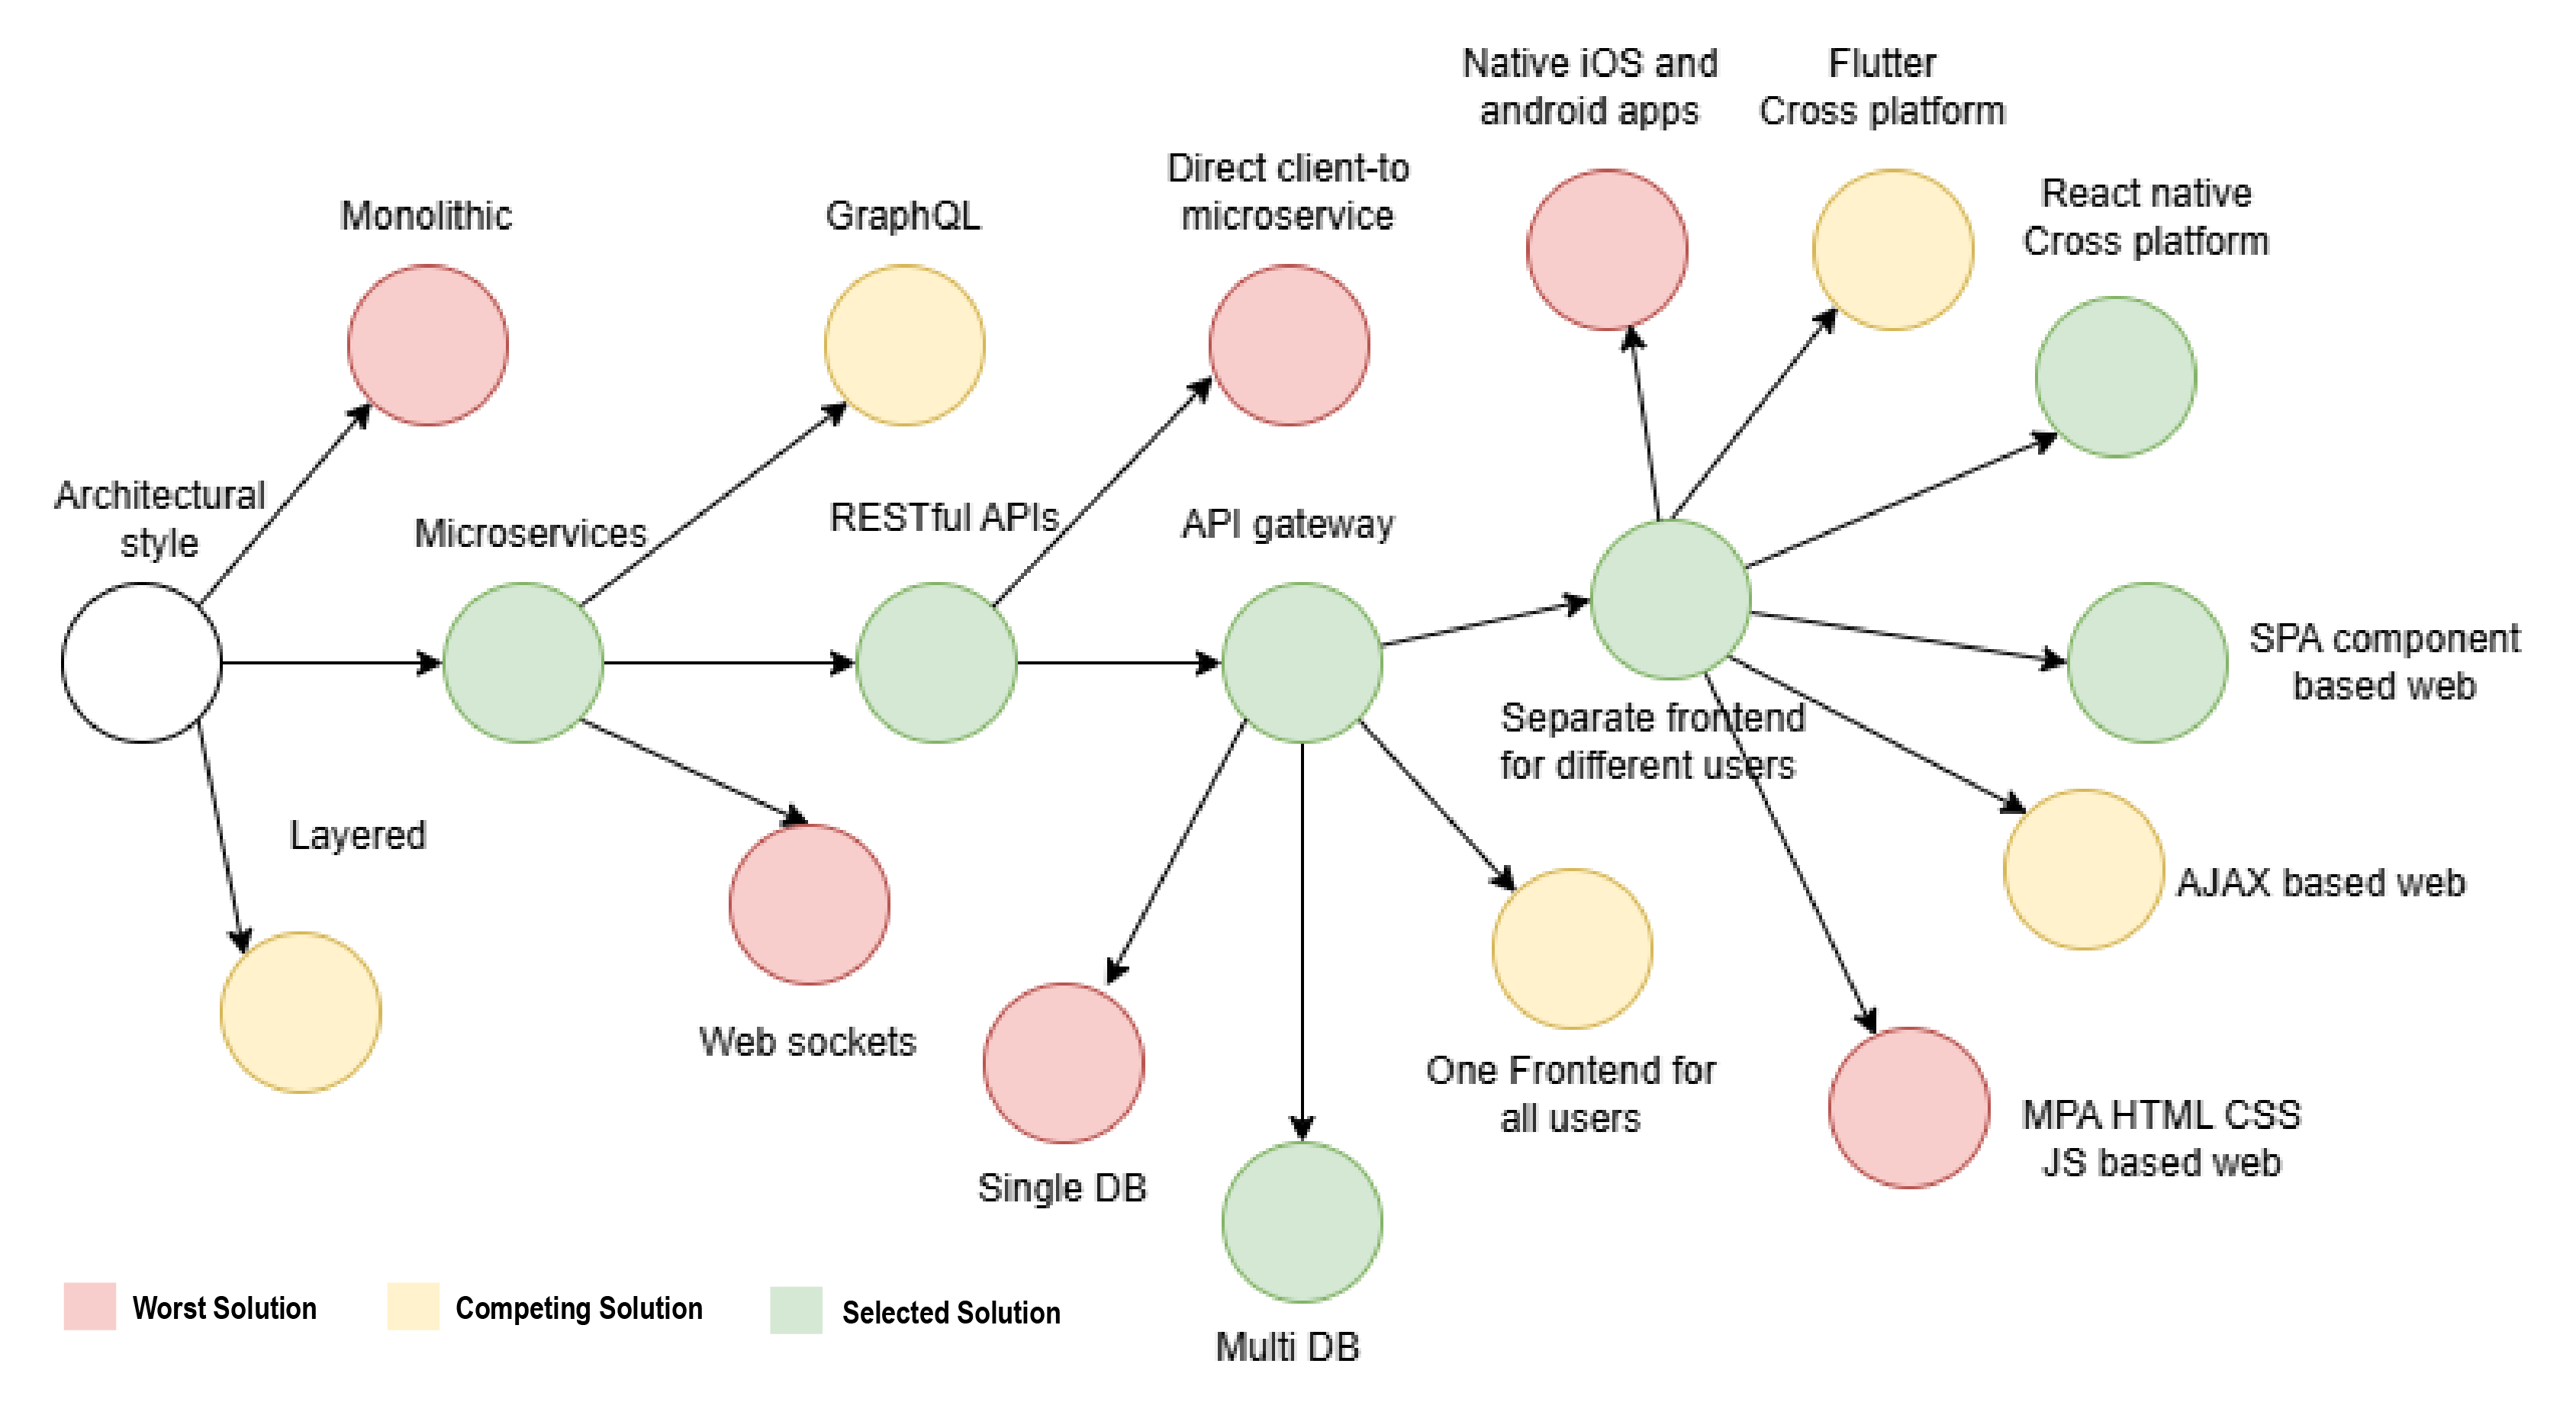 Native iOS and
android apps
Flutter
Cross platform
Direct client-to
microservice
React native
Cross platform
Monolithic
GraphQL
Architectural
style
Microservices
RESTful APIs
API gateway
SPA component
based web
Separate frontend
for different users
Layered
AJAX based web
Web sockets
One Frontend for
all users
MPA HTML CSS
JS based web
Single DB
Multi DB
Worst Solution
Competing Solution
Selected Solution